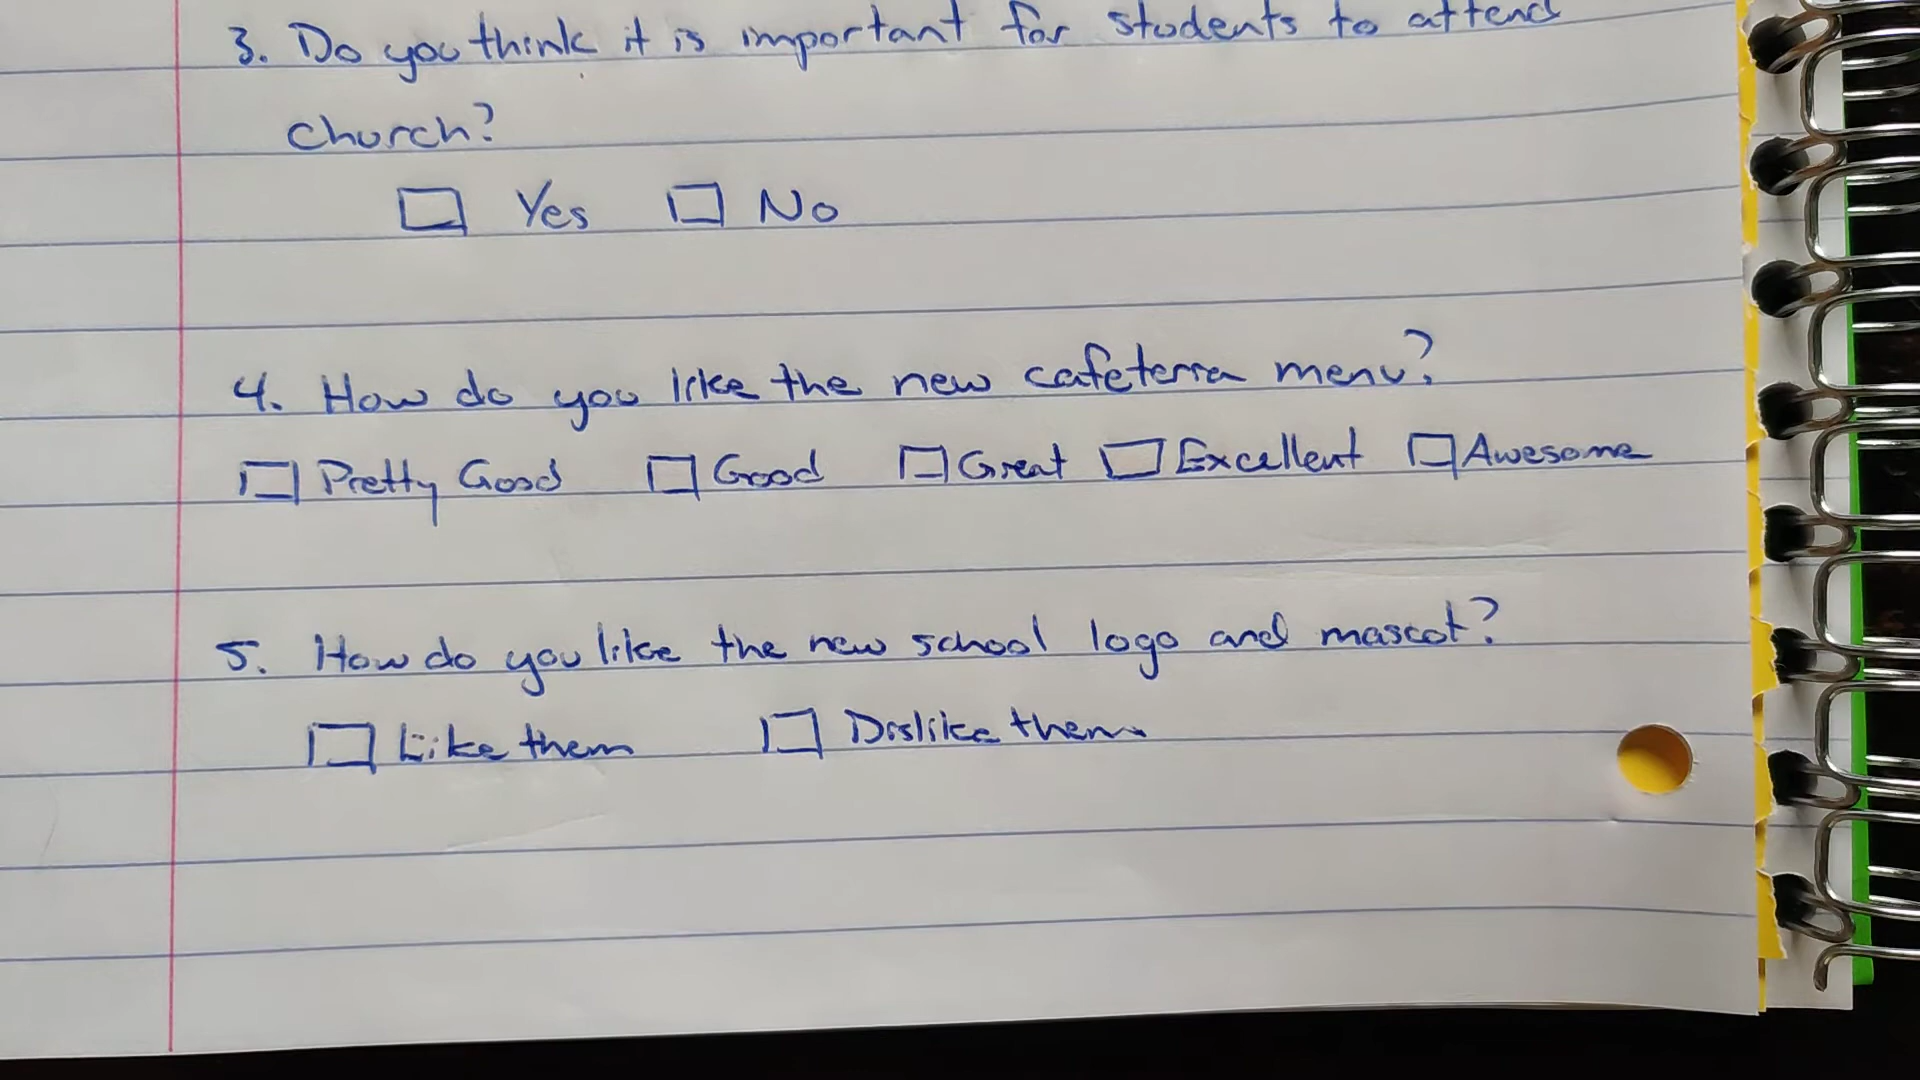 3. Do you think it is important for students to attend
church?
☐ Yes ☐ No
4. How do you like the new cafeteria menu?
☐ Pretty Good ☐ Good ☐ Great ☐ Excellent ☐ Awesome
5. How do you like the new school logo and mascot?
☐ Like them ☐ Dislike them